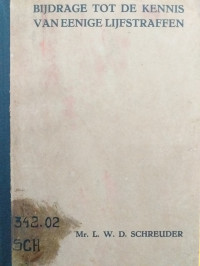 BIJDRAGE TOT DE KENNIS
VAN EENIGE LIJFSTRAFFEN
342.02
SCH
Mr. L. W. D. SCHREUDER